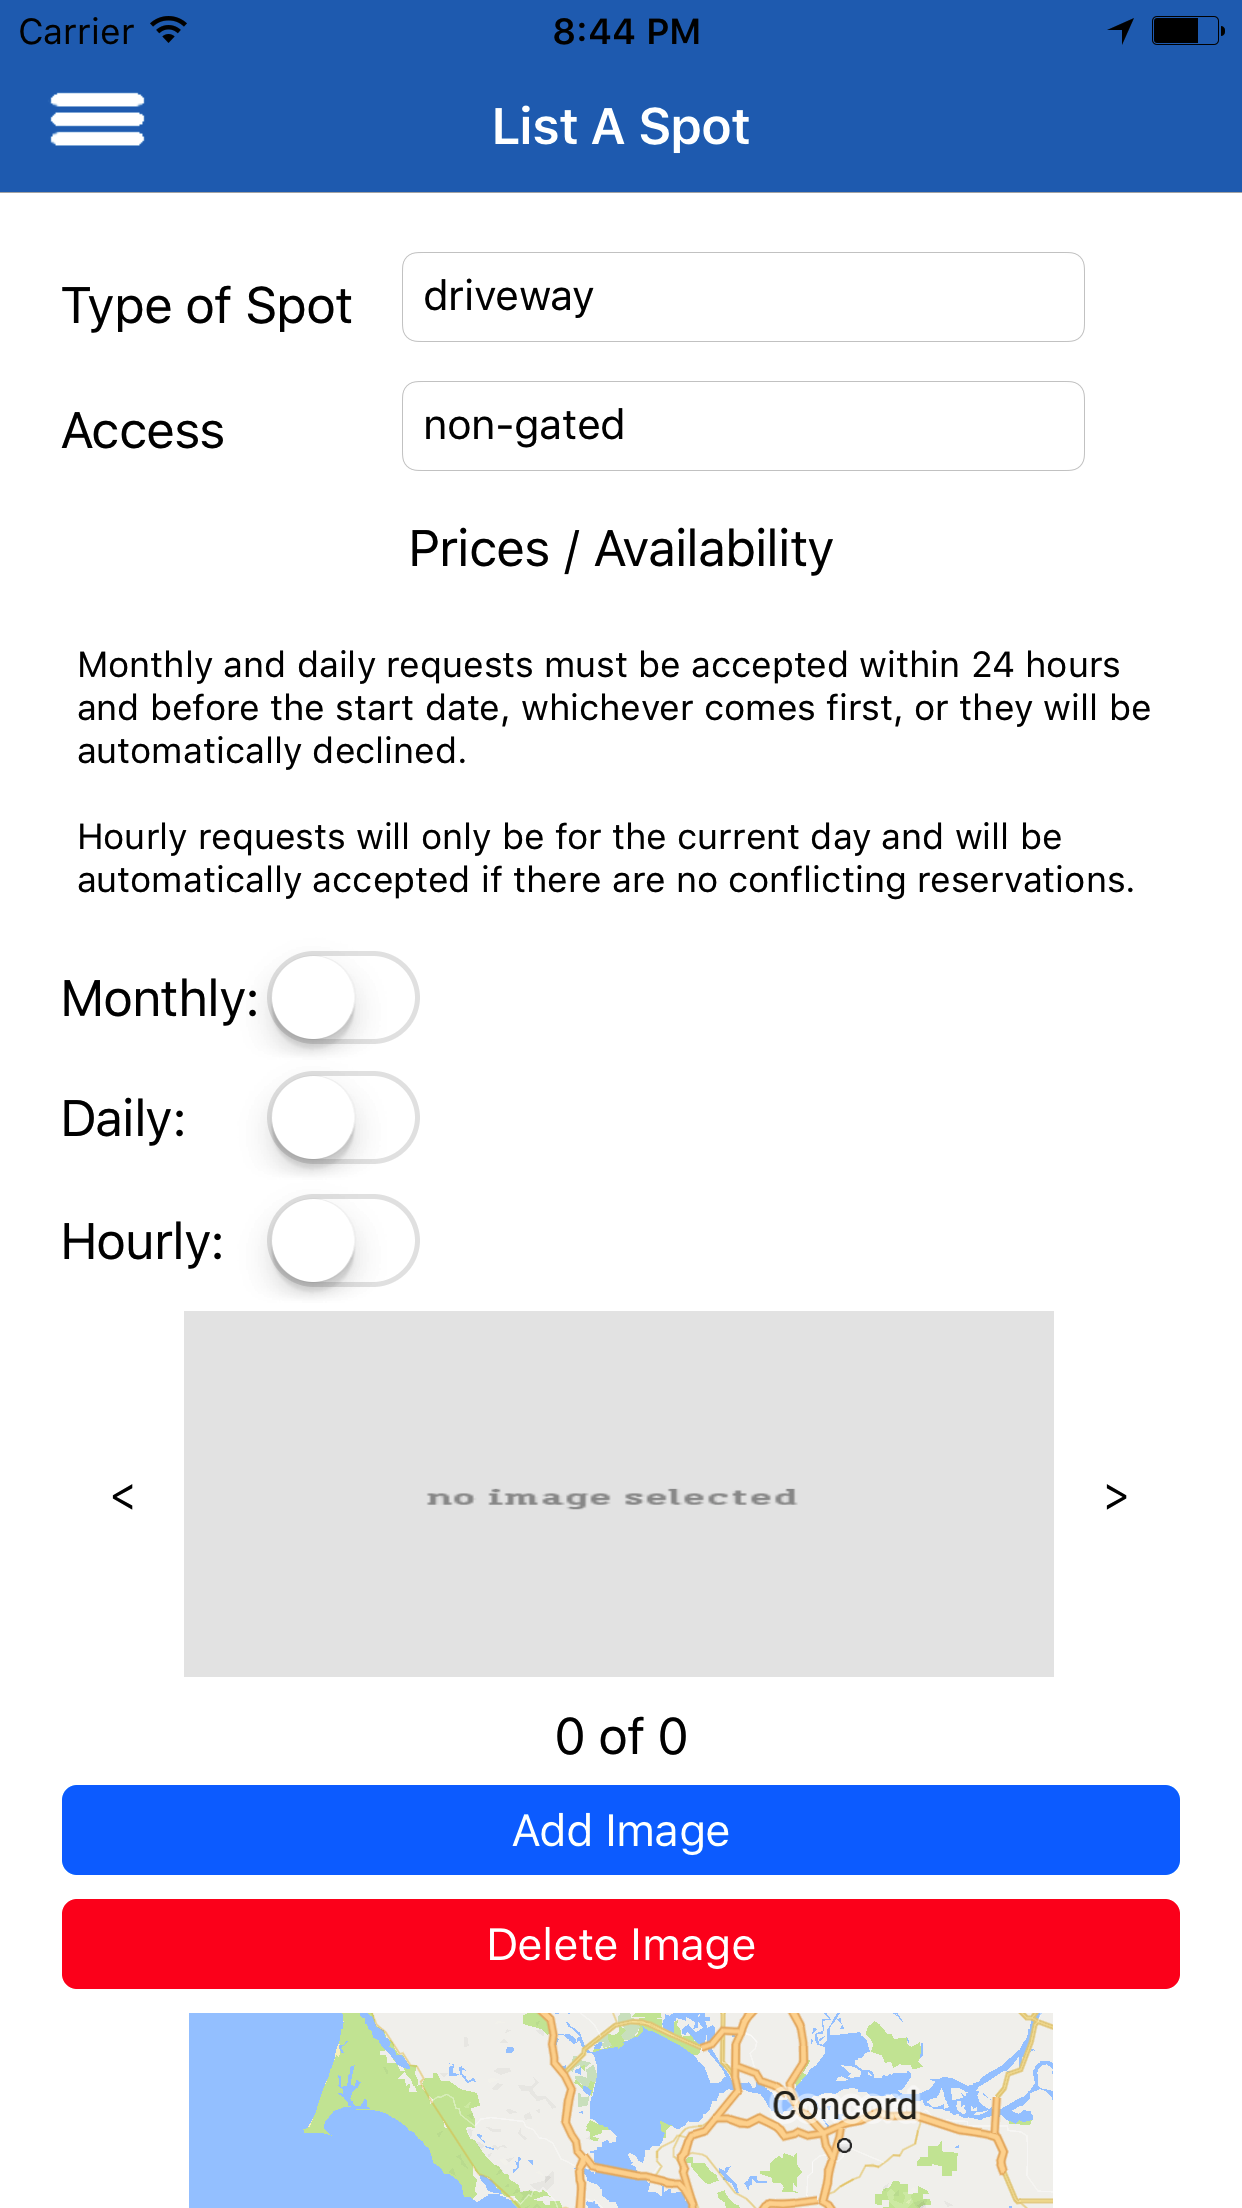 Carrier 8:44 PM
List A Spot
Type of Spot driveway
Access non-gated
Prices / Availability
Monthly and daily requests must be accepted within 24 hours
and before the start date, whichever comes first, or they will be
automatically declined.
Hourly requests will only be for the current day and will be
automatically accepted if there are no conflicting reservations.
Monthly:
Daily:
Hourly:
< no image selected >
0 of 0
Add Image
Delete Image
Concord